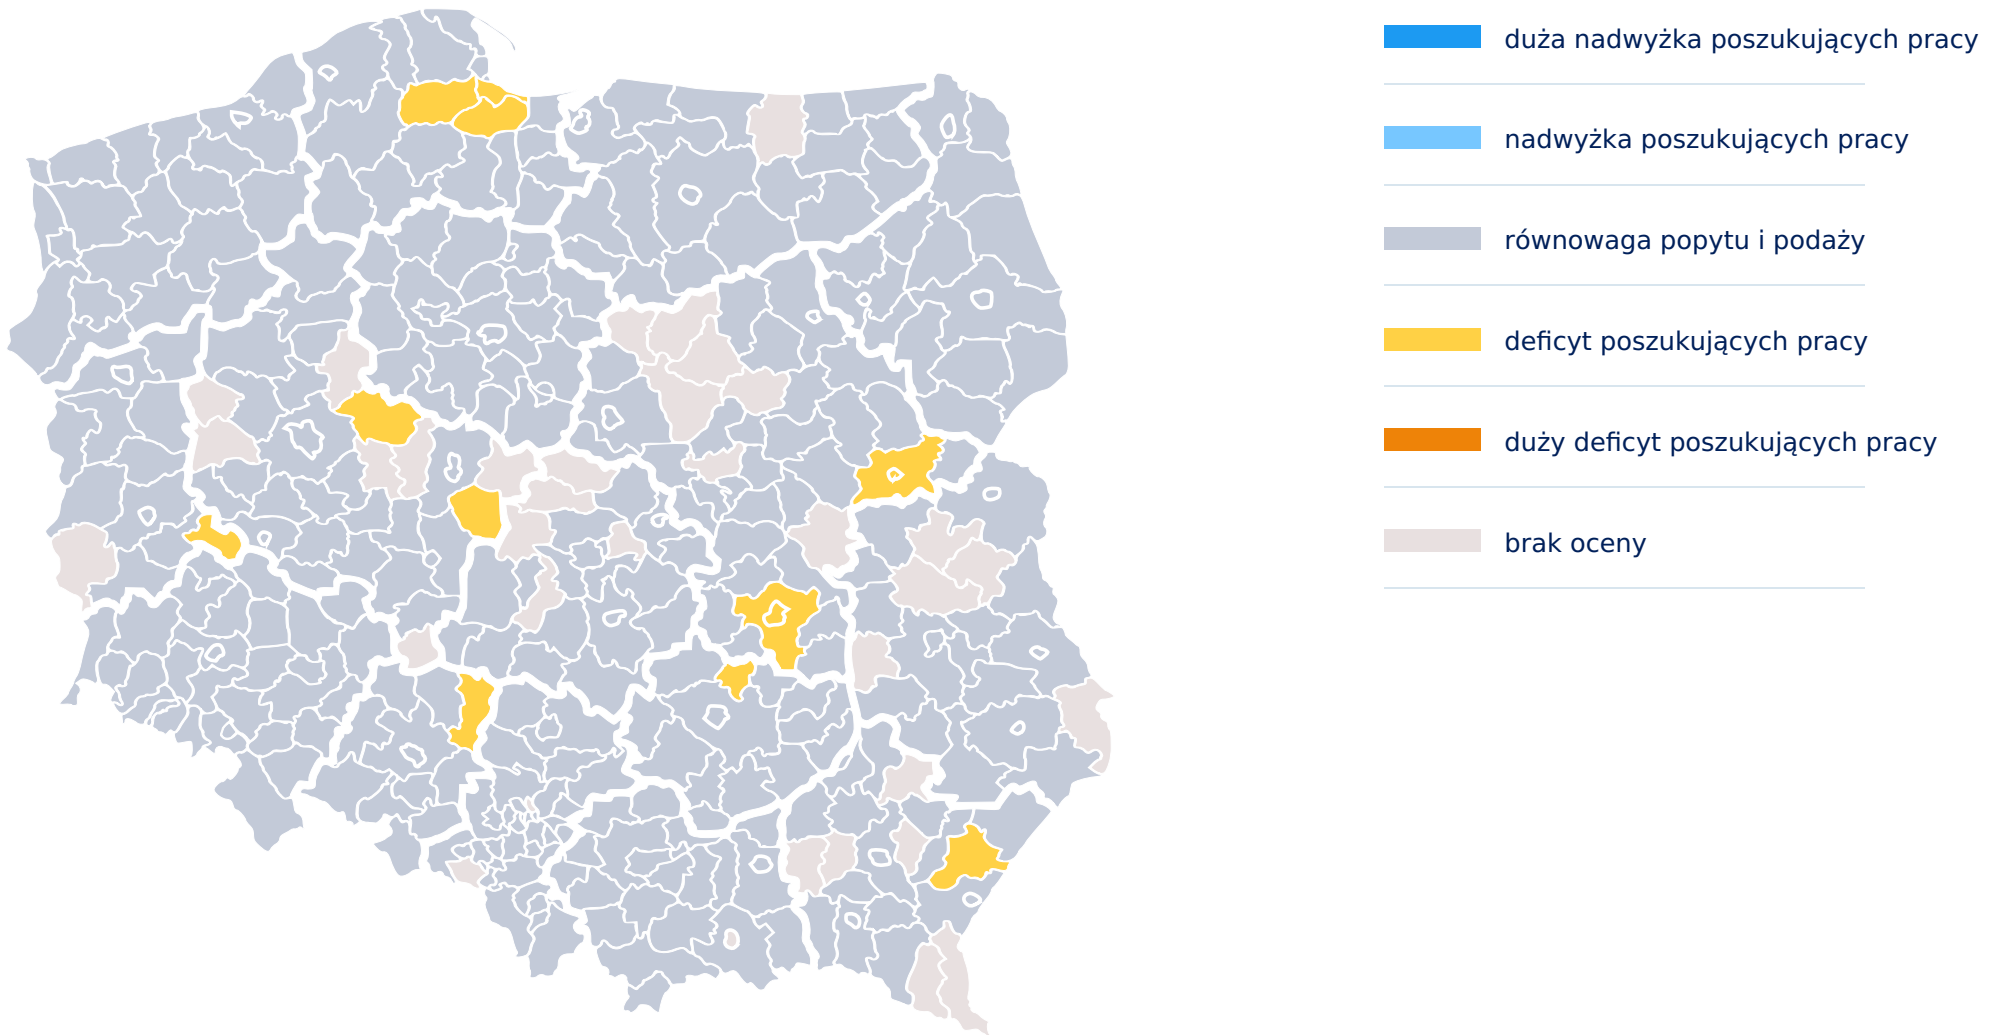 duża nadwyżka poszukujących pracy
nadwyżka poszukujących pracy
równowaga popytu i podaży
deficyt poszukujących pracy
duży deficyt poszukujących pracy
brak oceny